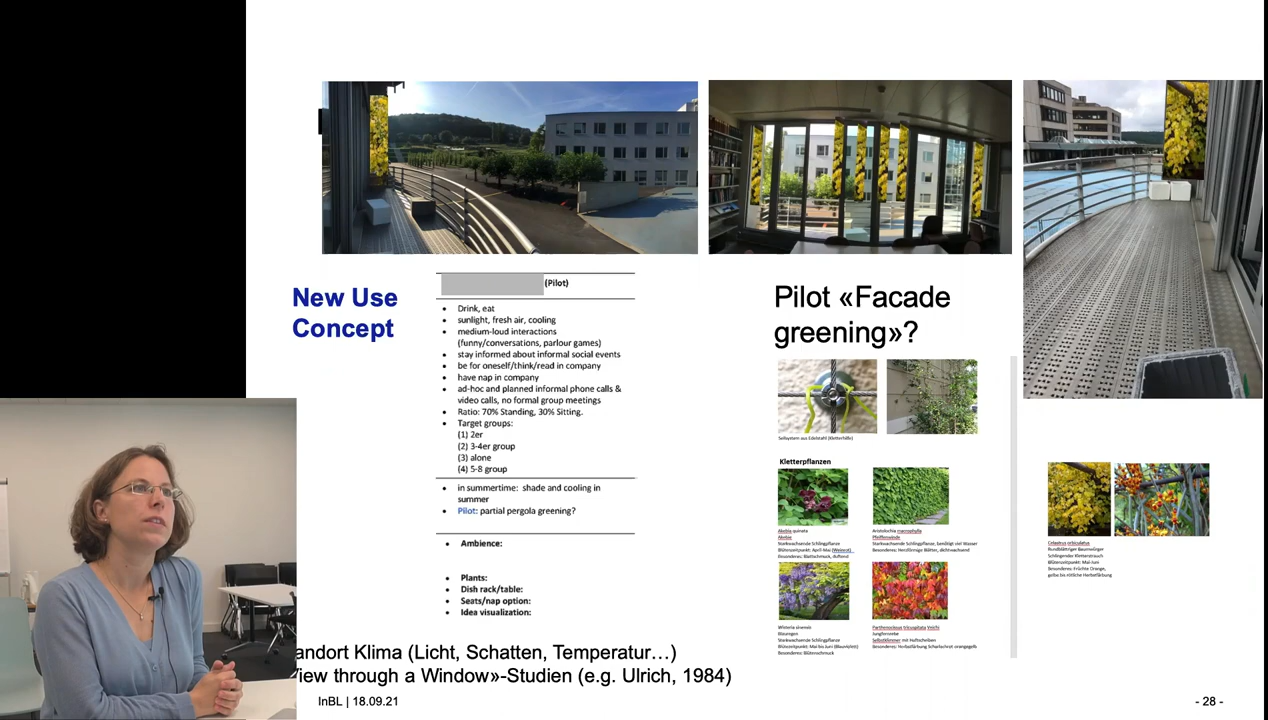 New Use
Concept
(Pilot)
Drink, eat
sunlight, fresh air, cooling
medium-loud interactions
(funny/conversations, parlour games)
stay informed about informal social events
be for oneself/think/read in company
have nap in company
ad-hoc and planned informal phone calls &
video calls, no formal group meetings
Ratio: 70% Standing, 30% Sitting.
Target groups:
(1) 2er
(2) 3-4er group
(3) alone
(4) 5-8 group
in summertime: shade and cooling in
summer
Pilot: partial pergola greening?
Ambience:
Plants:
Dish rack/table:
Seats/nap option:
Idea visualization:
Pilot «Facade
greening»?
Seilsystem aus Edelstahl (Kletterhilfe)
Kletterpflanzen
Akebia quinata
Akebie
Starkwachsende Schlingpflanze
Blütenzeitpunkt: April-Mai (Weinrot)
Besonderes: Blattschmuck, duftend
Aristolochia macrophylla
Pfeifenwinde
Starkwachsende Schlingpflanze, benötigt viel Wasser
Besonderes: Herzförmige Blätter, dichtwachsend
Wisteria sinensis
Blauregen
Starkwachsende Schlingpflanze
Blütezeitpunkt: Mai bis Juni (Blauviolett)
Besonderes: Blütenschmuck
Parthenocissus tricuspidata Veichi
Jungfernrebe
Selbstklimmer mit Haftscheiben
Besonderes: Herbstfärbung Scharlachrot orangegelb
Celastrus orbiculatus
Rundblättriger Baumwürger
Schlingender Kletterstrauch
Blütenzeitpunkt: Mai-Juni
Besonderes: Früchte Orange,
gelbe bis rötliche Herbstfärbung
andort Klima (Licht, Schatten, Temperatur…)
iew through a Window»-Studien (e.g. Ulrich, 1984)
InBL | 18.09.21
- 28 -